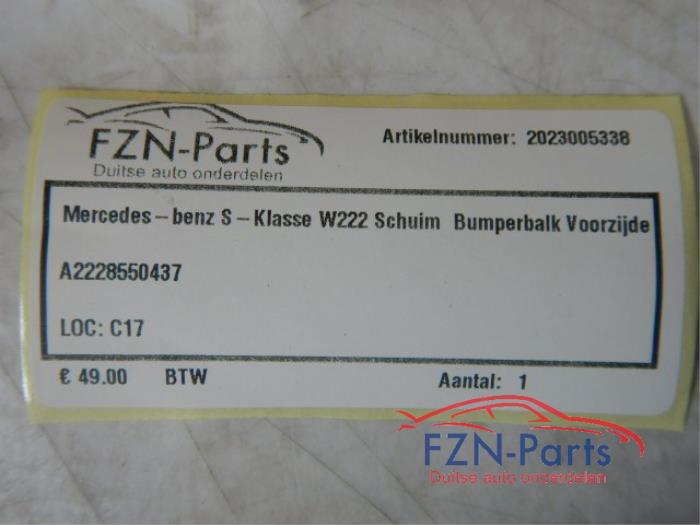 FZN-Parts
Duitse auto onderdelen
Artikelnummer: 2023005338
Mercedes-benz S-Klasse W222 Schuim Bumperbalk Voorzijde
A2228550437
LOC: C17
€ 49.00 BTW
Aantal: 1
FZN-Parts
Duitse auto onderdelen